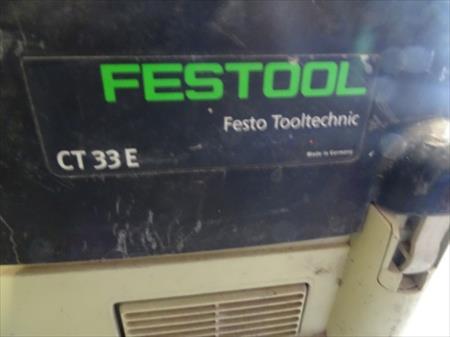 FESTOOL
Festo Tooltechnic
CT 33 E
Made in Germany